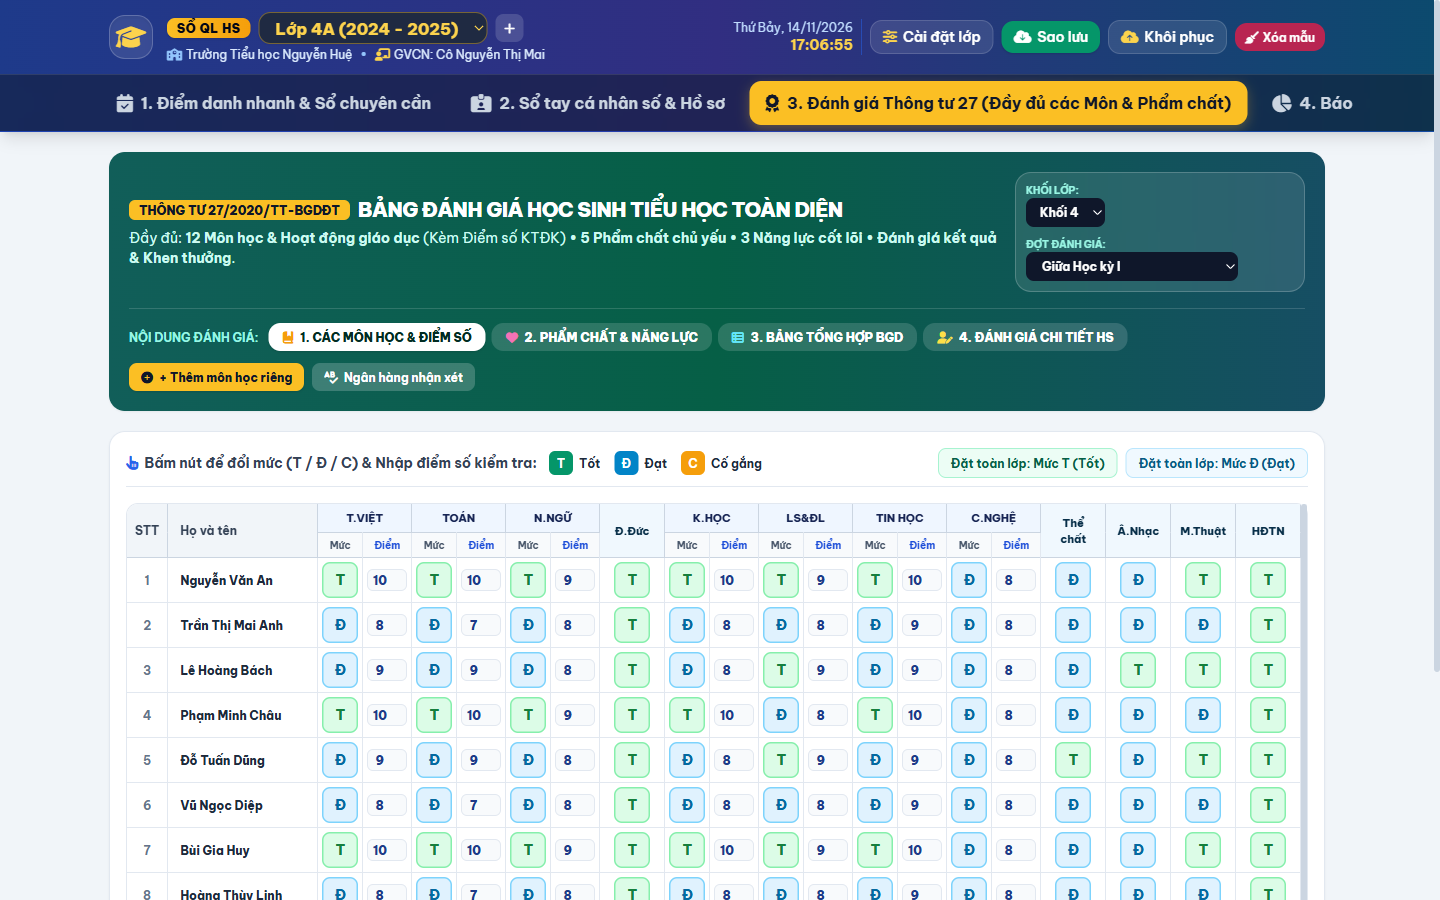 SỔ QL HS Lớp 4A (2024 - 2025) +
Trường Tiểu học Nguyễn Huệ • GVCN: Cô Nguyễn Thị Mai
Thứ Bảy, 14/11/2026
17:06:55
Cài đặt lớp Sao lưu Khôi phục Xóa mẫu
1. Điểm danh nhanh & Sổ chuyên cần 2. Sổ tay cá nhân số & Hồ sơ 3. Đánh giá Thông tư 27 (Đầy đủ các Môn & Phẩm chất) 4. Báo
THÔNG TƯ 27/2020/TT-BGDĐT BẢNG ĐÁNH GIÁ HỌC SINH TIỂU HỌC TOÀN DIỆN
Đầy đủ: 12 Môn học & Hoạt động giáo dục (Kèm Điểm số KTĐK) • 5 Phẩm chất chủ yếu • 3 Năng lực cốt lõi • Đánh giá kết quả
& Khen thưởng.
KHỐI LỚP:
Khối 4
ĐỢT ĐÁNH GIÁ:
Giữa Học kỳ I
NỘI DUNG ĐÁNH GIÁ: 1. CÁC MÔN HỌC & ĐIỂM SỐ 2. PHẨM CHẤT & NĂNG LỰC 3. BẢNG TỔNG HỢP BGD 4. ĐÁNH GIÁ CHI TIẾT HS
+ Thêm môn học riêng Ngân hàng nhận xét
Bấm nút để đổi mức (T / Đ / C) & Nhập điểm số kiểm tra: T Tốt Đ Đạt C Cố gắng Đặt toàn lớp: Mức T (Tốt) Đặt toàn lớp: Mức Đ (Đạt)
STT Họ và tên T.VIỆT TOÁN N.NGỮ Đ.Đức K.HỌC LS&ĐL TIN HỌC C.NGHỆ Thể chất Â.Nhạc M.Thuật HĐTN
Mức Điểm Mức Điểm Mức Điểm Mức Điểm Mức Điểm Mức Điểm Mức Điểm
1 Nguyễn Văn An T 10 T 10 T 9 T T 10 T 9 T 10 Đ 8 Đ Đ T T
2 Trần Thị Mai Anh Đ 8 Đ 7 Đ 8 T Đ 8 Đ 8 Đ 9 Đ 8 Đ Đ Đ T
3 Lê Hoàng Bách Đ 9 Đ 9 Đ 8 T Đ 8 T 9 Đ 9 Đ 8 Đ T T T
4 Phạm Minh Châu T 10 T 10 T 9 T T 10 Đ 8 T 10 Đ 8 Đ Đ Đ T
5 Đỗ Tuấn Dũng Đ 9 Đ 9 Đ 8 T Đ 8 T 9 Đ 9 Đ 8 T Đ T T
6 Vũ Ngọc Diệp Đ 8 Đ 7 Đ 8 T Đ 8 Đ 8 Đ 9 Đ 8 Đ Đ Đ T
7 Bùi Gia Huy T 10 T 10 T 9 T T 10 T 9 T 10 Đ 8 Đ Đ T T
8 Hoàng Thùy Linh Đ 8 Đ 7 Đ 8 T Đ 8 Đ 8 Đ 9 Đ 8 Đ Đ Đ T